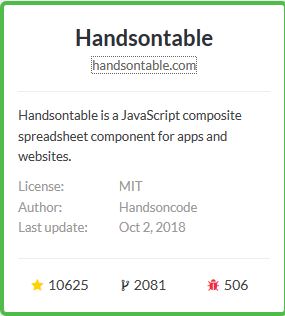 Handsontable
handsontable.com
Handsontable is a JavaScript composite
spreadsheet component for apps and
websites.
License: MIT
Author: Handsoncode
Last update: Oct 2, 2018
10625 2081 506